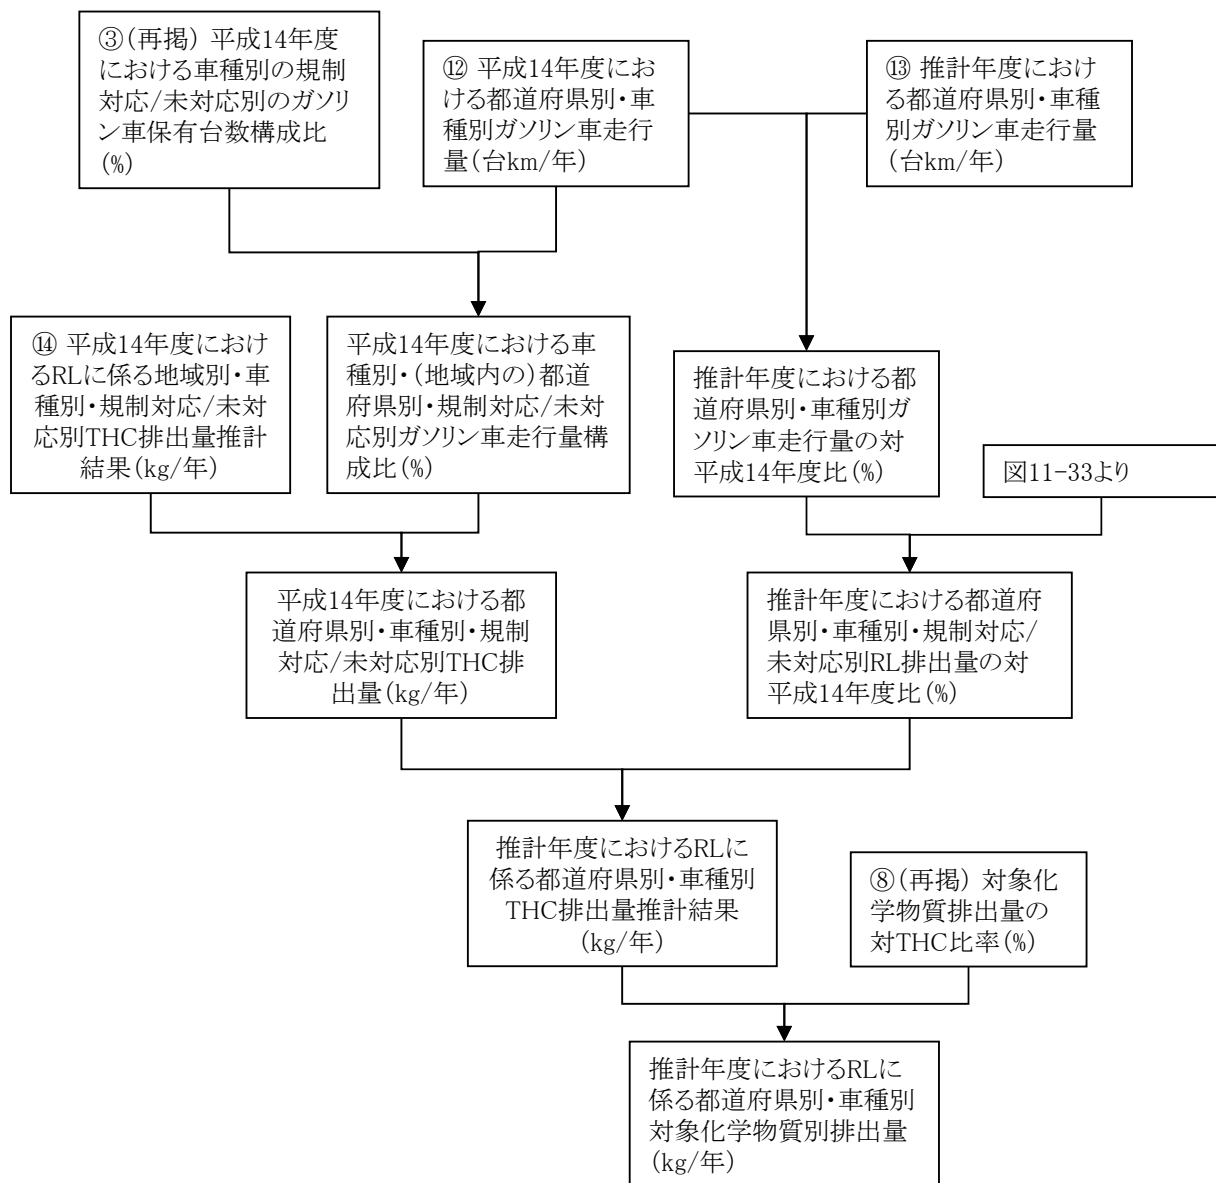 ③(再掲) 平成14年度
における車種別の規制
対応/未対応別のガソリ
ン車保有台数構成比
(%)
⑫ 平成14年度にお
ける都道府県別・車
種別ガソリン車走行
量(台km/年)
⑬ 推計年度におけ
る都道府県別・車種
別ガソリン車走行量
(台km/年)
⑭ 平成14年度におけ
るRLに係る地域別・車
種別・規制対応/未対
応別THC排出量推計
結果(kg/年)
平成14年度における車
種別・(地域内の)都道
府県別・規制対応/未対
応別ガソリン車走行量構
成比(%)
推計年度における都
道府県別・車種別ガ
ソリン車走行量の対
平成14年度比(%)
図11-33より
平成14年度における都
道府県別・車種別・規制
対応/未対応別THC排
出量(kg/年)
推計年度における都道府
県別・車種別・規制対応/
未対応別RL排出量の対
平成14年度比(%)
推計年度におけるRLに
係る都道府県別・車種別
THC排出量推計結果
(kg/年)
⑧(再掲) 対象化
学物質排出量の
対THC比率(%)
推計年度におけるRLに
係る都道府県別・車種別
対象化学物質別排出量
(kg/年)